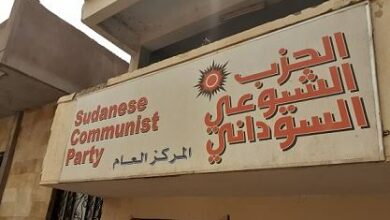 Sudanese
Communist
Party
المركز العام
الحزب
الشيوعي
السوداني